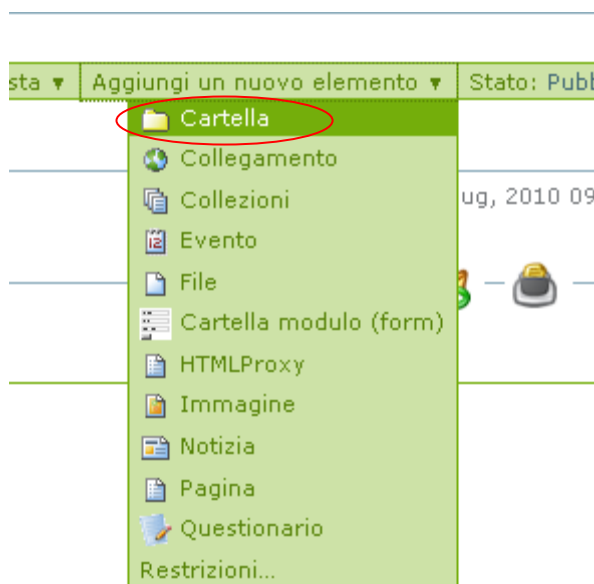 sta ▼ Aggiungi un nuovo elemento ▼ Stato: Pubb
Cartella
Collegamento
Collezioni
ug, 2010 09
Evento
File
Cartella modulo (form)
HTMLProxy
Immagine
Notizia
Pagina
Questionario
Restrizioni...